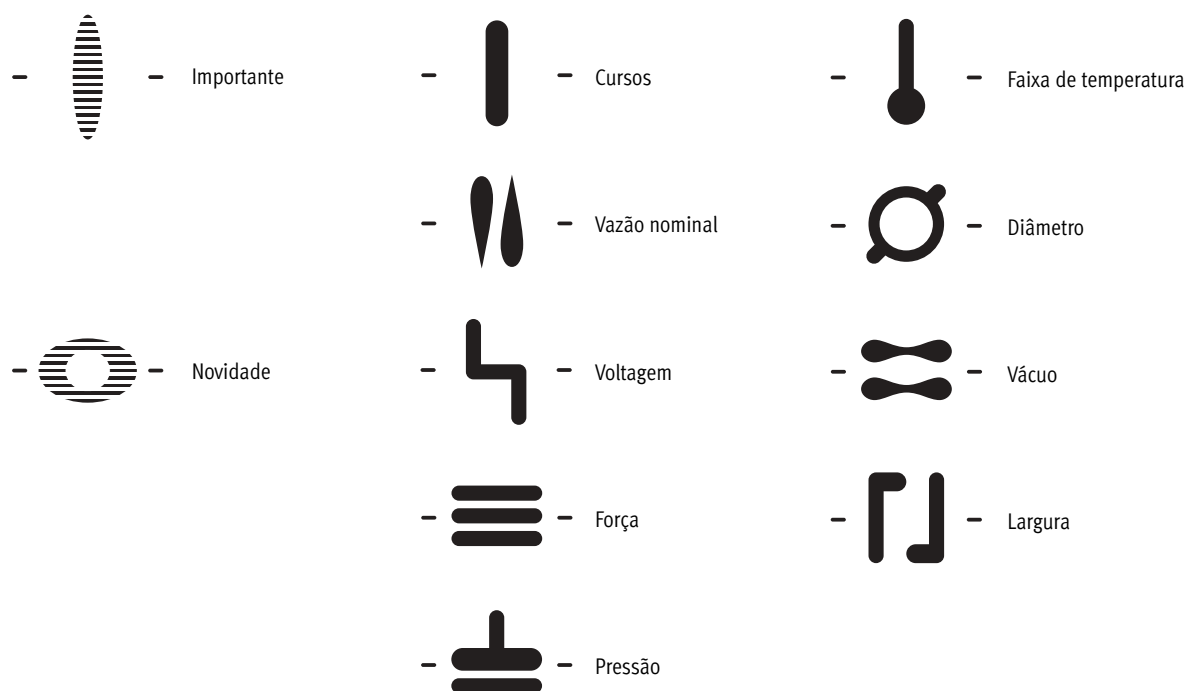 Importante
Cursos
Faixa de temperatura
Vazão nominal
Diâmetro
Novidade
Voltagem
Vácuo
Força
Largura
Pressão